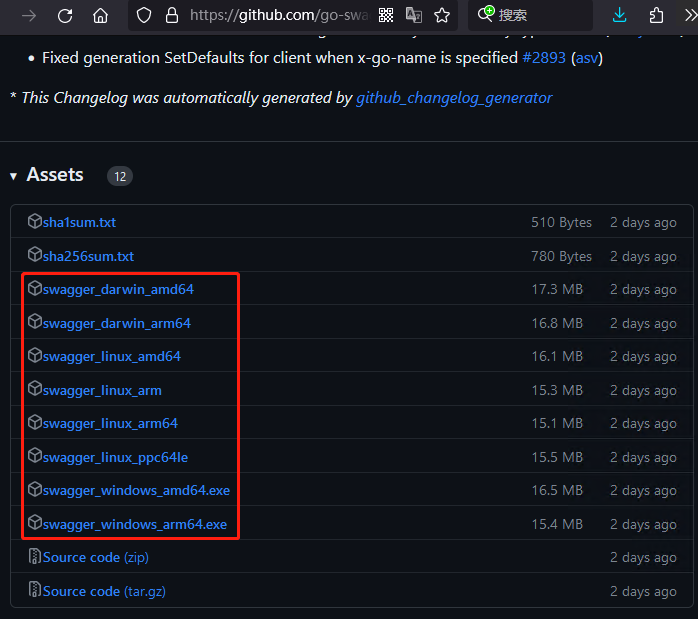 https://github.com/go-swa 搜索
• Fixed generation SetDefaults for client when x-go-name is specified #2893 (asv)
* This Changelog was automatically generated by github_changelog_generator
Assets 12
sha1sum.txt 510 Bytes 2 days ago
sha256sum.txt 780 Bytes 2 days ago
swagger_darwin_amd64 17.3 MB 2 days ago
swagger_darwin_arm64 16.8 MB 2 days ago
swagger_linux_amd64 16.1 MB 2 days ago
swagger_linux_arm 15.3 MB 2 days ago
swagger_linux_arm64 15.1 MB 2 days ago
swagger_linux_ppc64le 15.5 MB 2 days ago
swagger_windows_amd64.exe 16.5 MB 2 days ago
swagger_windows_arm64.exe 15.4 MB 2 days ago
Source code (zip) 2 days ago
Source code (tar.gz) 2 days ago